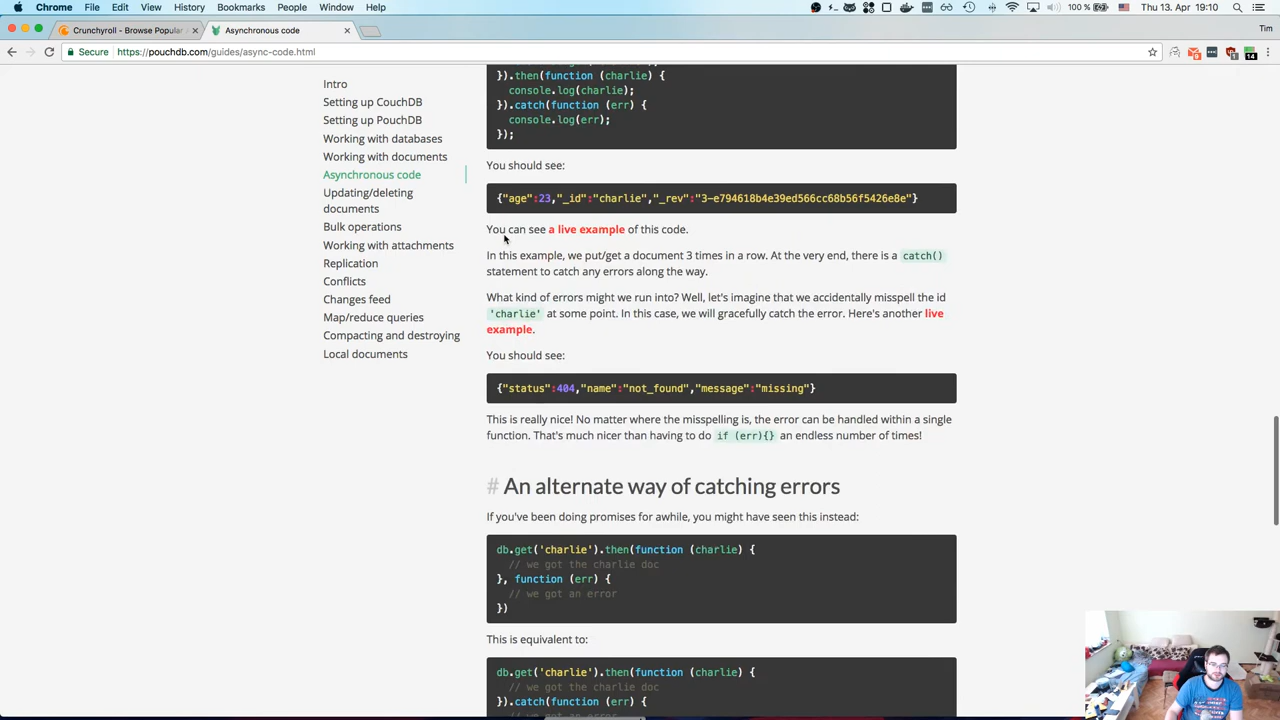 Chrome File Edit View History Bookmarks People Window Help
100 % Thu 13. Apr 19:10
Crunchyroll - Browse Popular
Asynchronous code
Tim
Secure https://pouchdb.com/guides/async-code.html
14
Intro
Setting up CouchDB
Setting up PouchDB
Working with databases
Working with documents
Asynchronous code
Updating/deleting
documents
Bulk operations
Working with attachments
Replication
Conflicts
Changes feed
Map/reduce queries
Compacting and destroying
Local documents
}).then(function (charlie) {
console.log(charlie);
}).catch(function (err) {
console.log(err);
});
You should see:
{"age":23,"_id":"charlie","_rev":"3-e794618b4e39ed566cc68b56f5426e8e"}
You can see a live example of this code.
In this example, we put/get a document 3 times in a row. At the very end, there is a catch()
statement to catch any errors along the way.
What kind of errors might we run into? Well, let's imagine that we accidentally misspell the id
'charlie' at some point. In this case, we will gracefully catch the error. Here's another live
example.
You should see:
{"status":404,"name":"not_found","message":"missing"}
This is really nice! No matter where the misspelling is, the error can be handled within a single
function. That's much nicer than having to do if (err){} an endless number of times!
# An alternate way of catching errors
If you've been doing promises for awhile, you might have seen this instead:
db.get('charlie').then(function (charlie) {
// we got the charlie doc
}, function (err) {
// we got an error
})
This is equivalent to:
db.get('charlie').then(function (charlie) {
// we got the charlie doc
}).catch(function (err) {